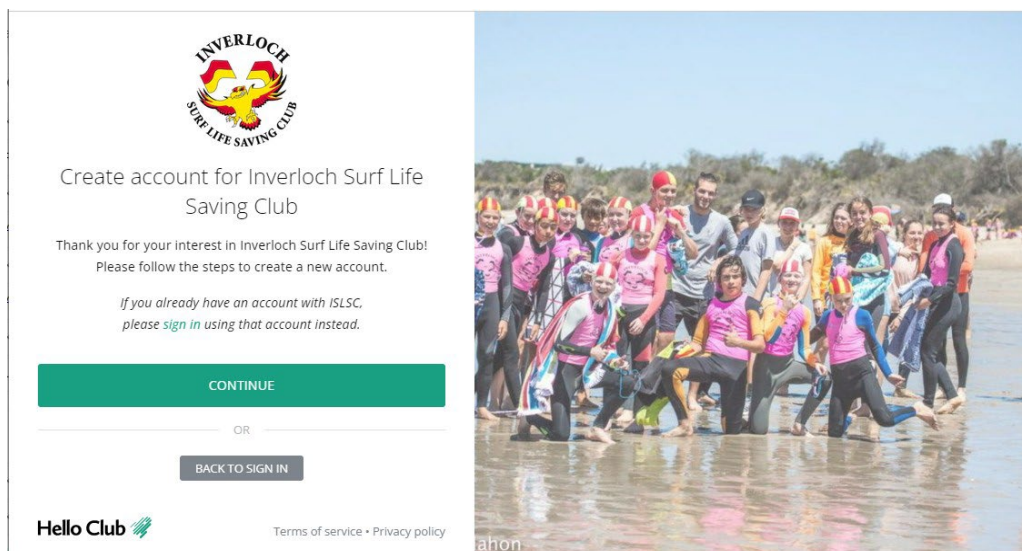 INVERLOCH
SURF LIFE SAVING CLUB
Create account for Inverloch Surf Life
Saving Club
Thank you for your interest in Inverloch Surf Life Saving Club!
Please follow the steps to create a new account.
If you already have an account with ISLSC,
please sign in using that account instead.
CONTINUE
OR
BACK TO SIGN IN
Hello Club
Terms of service • Privacy policy
ahon